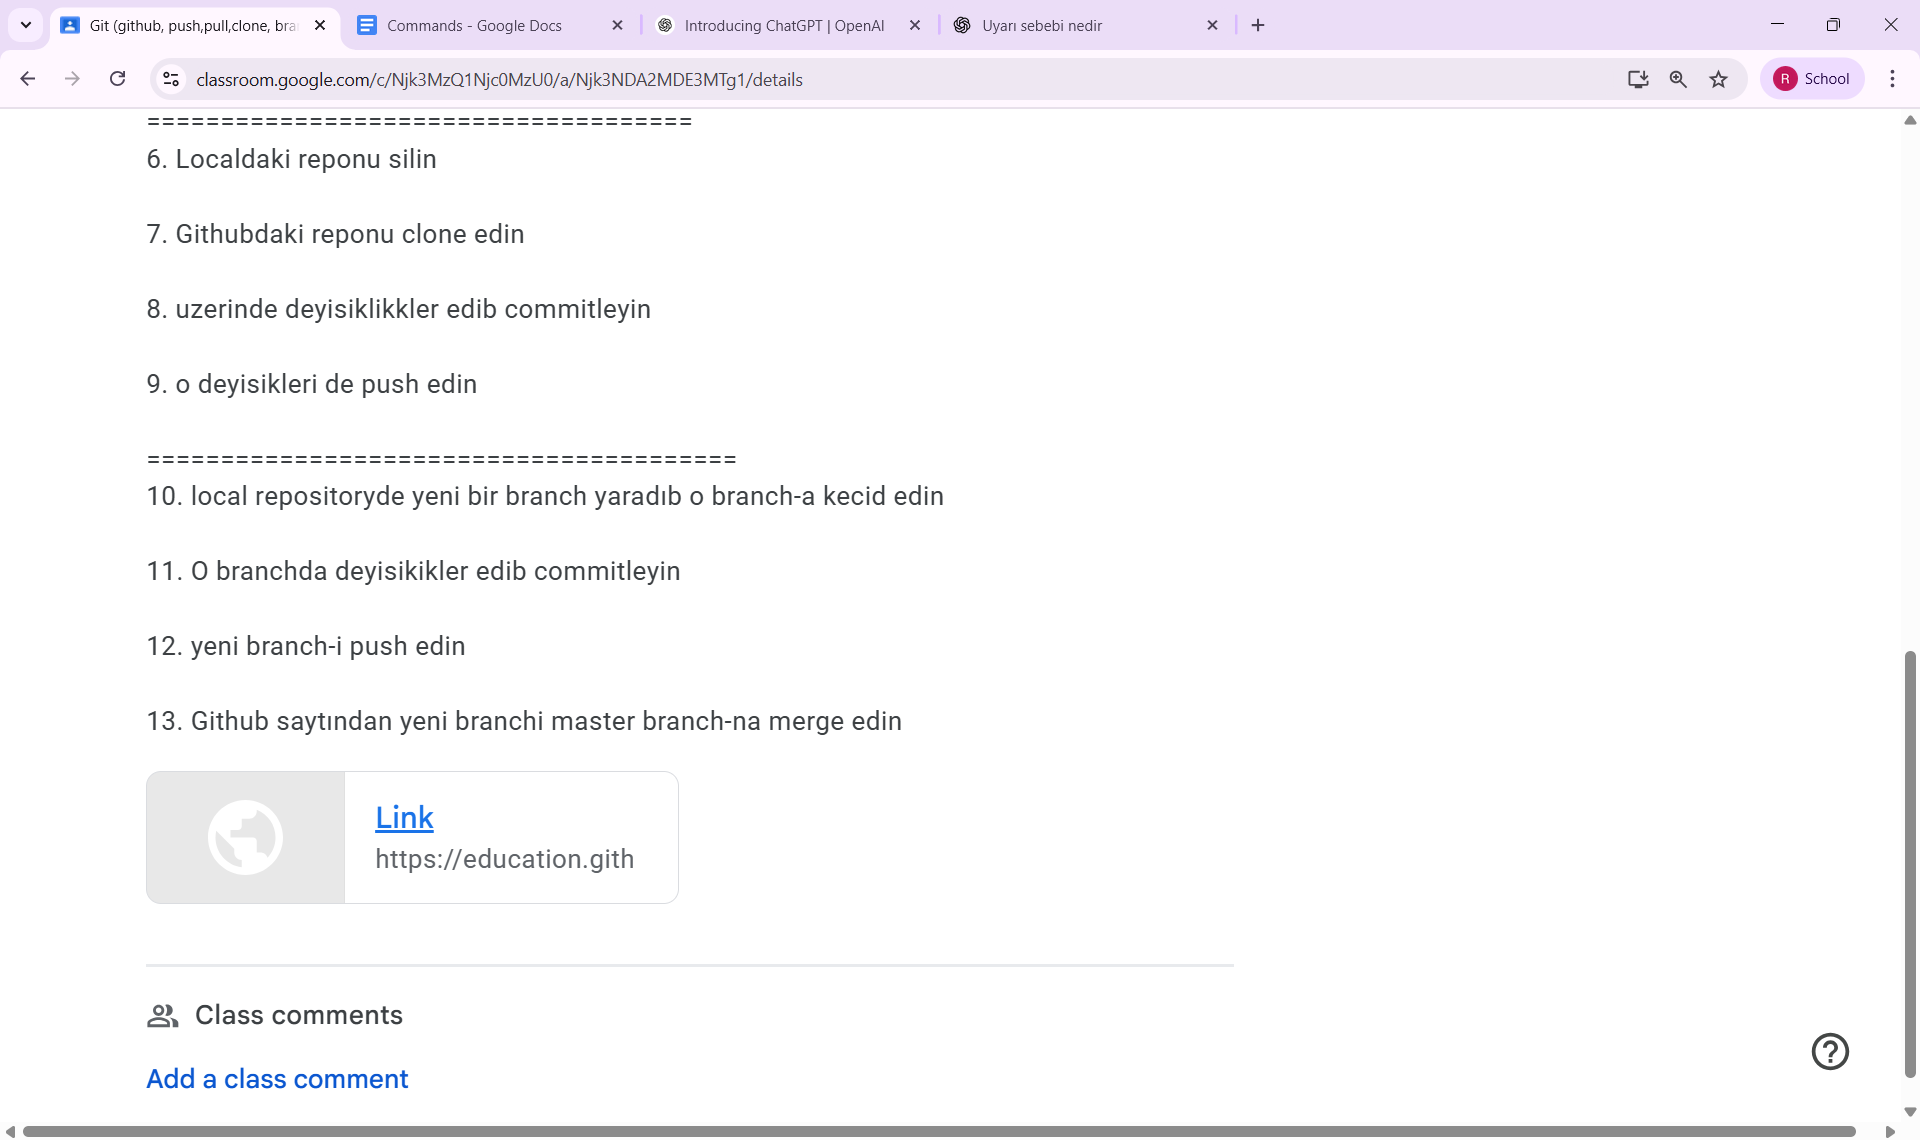 Git (github, push,pull,clone, bra
Commands - Google Docs
Introducing ChatGPT | OpenAI
Uyarı sebebi nedir
classroom.google.com/c/Njk3MzQ1Njc0MzU0/a/Njk3NDA2MDE3MTg1/details
R School
=====================================
6. Localdaki reponu silin
7. Githubdaki reponu clone edin
8. uzerinde deyisiklikkler edib commitleyin
9. o deyisikleri de push edin
========================================
10. local repositoryde yeni bir branch yaradıb o branch-a kecid edin
11. O branchda deyisikikler edib commitleyin
12. yeni branch-i push edin
13. Github saytından yeni branchi master branch-na merge edin
Link
https://education.gith
Class comments
Add a class comment